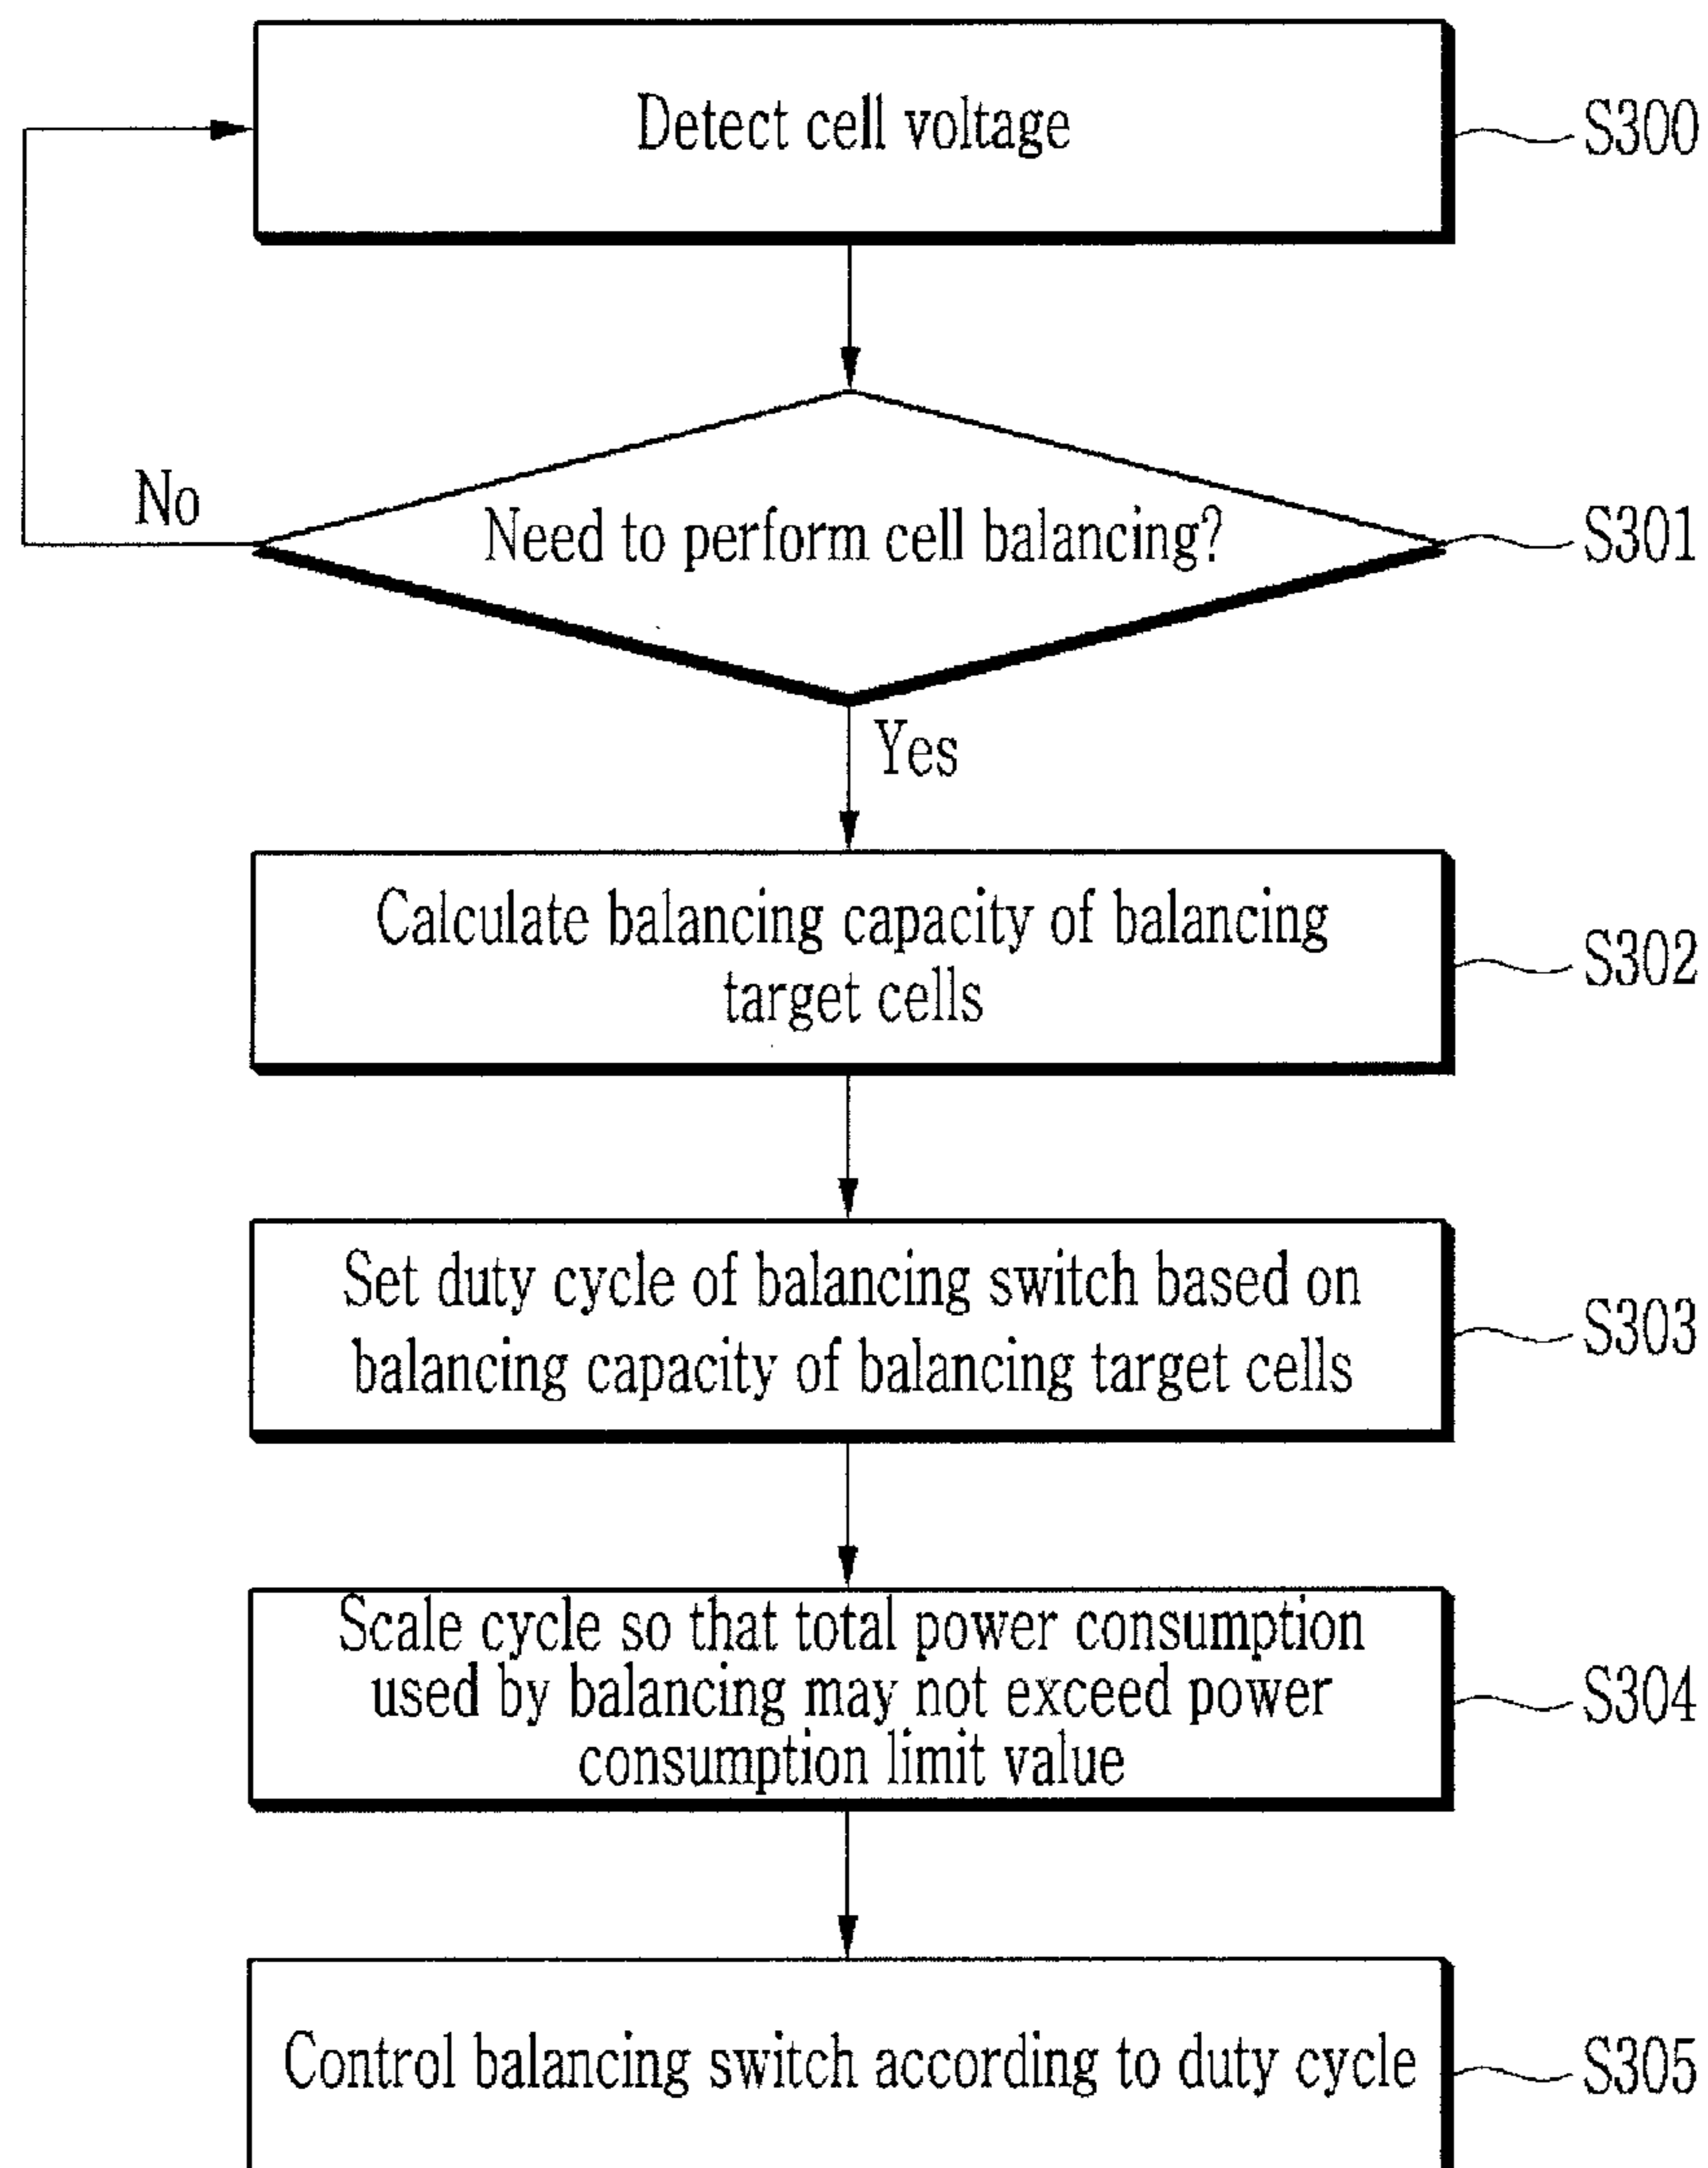 Detect cell voltage
S300
No
Need to perform cell balancing?
S301
Yes
Calculate balancing capacity of balancing
target cells
S302
Set duty cycle of balancing switch based on
balancing capacity of balancing target cells
S303
Scale cycle so that total power consumption
used by balancing may not exceed power
consumption limit value
S304
Control balancing switch according to duty cycle
S305